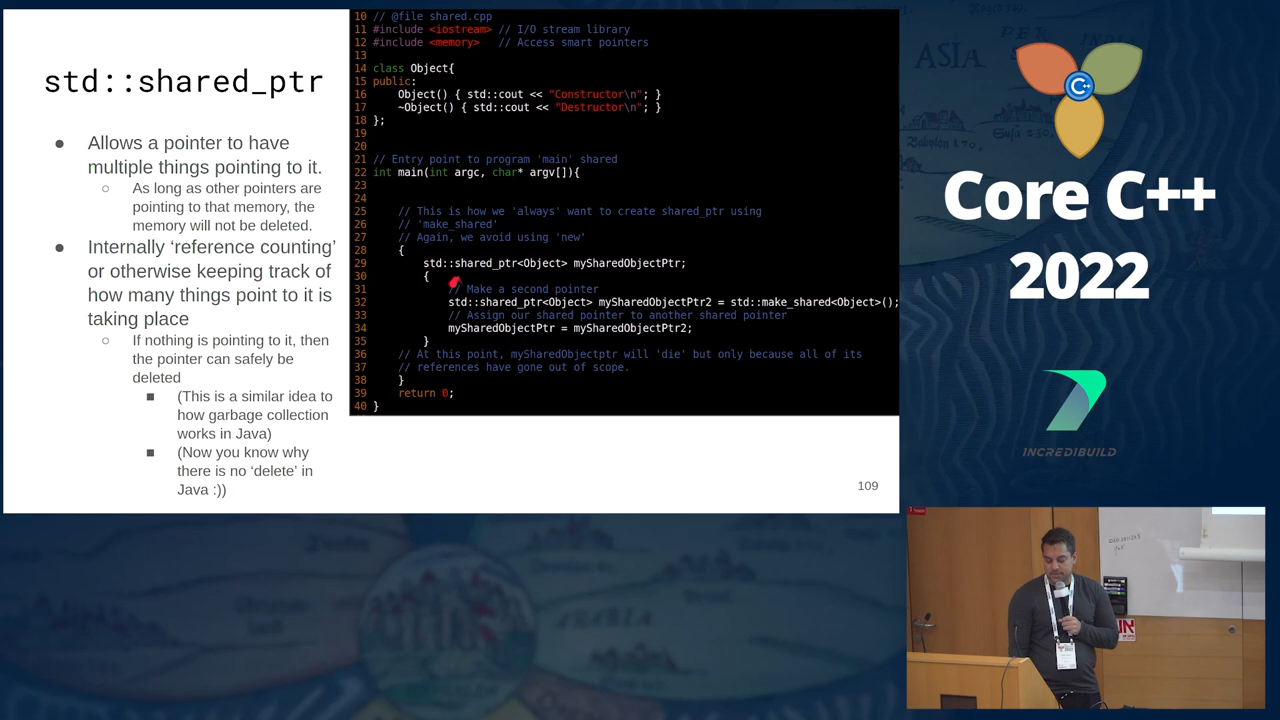 std::shared_ptr
● Allows a pointer to have
multiple things pointing to it.
○ As long as other pointers are
pointing to that memory, the
memory will not be deleted.
● Internally ‘reference counting’
or otherwise keeping track of
how many things point to it is
taking place
○ If nothing is pointing to it, then
the pointer can safely be
deleted
■ (This is a similar idea to
how garbage collection
works in Java)
■ (Now you know why
there is no ‘delete’ in
Java :))
10 // @file shared.cpp
11 #include <iostream> // I/O stream library
12 #include <memory>   // Access smart pointers
13
14 class Object{
15 public:
16     Object() { std::cout << "Constructor\n"; }
17     ~Object() { std::cout << "Destructor\n"; }
18 };
19
20
21 // Entry point to program 'main' shared
22 int main(int argc, char* argv[]){
23
24
25     // This is how we 'always' want to create shared_ptr using
26     // 'make_shared'
27     // Again, we avoid using 'new'
28     {
29         std::shared_ptr<Object> mySharedObjectPtr;
30         {
31             // Make a second pointer
32             std::shared_ptr<Object> mySharedObjectPtr2 = std::make_shared<Object>();
33             // Assign our shared pointer to another shared pointer
34             mySharedObjectPtr = mySharedObjectPtr2;
35         }
36     // At this point, mySharedObjectptr will 'die' but only because all of its
37     // references have gone out of scope.
38     }
39     return 0;
40 }
109
ASIA
PER
INDIA
C++
Core C++
2022
INCREDIBUILD